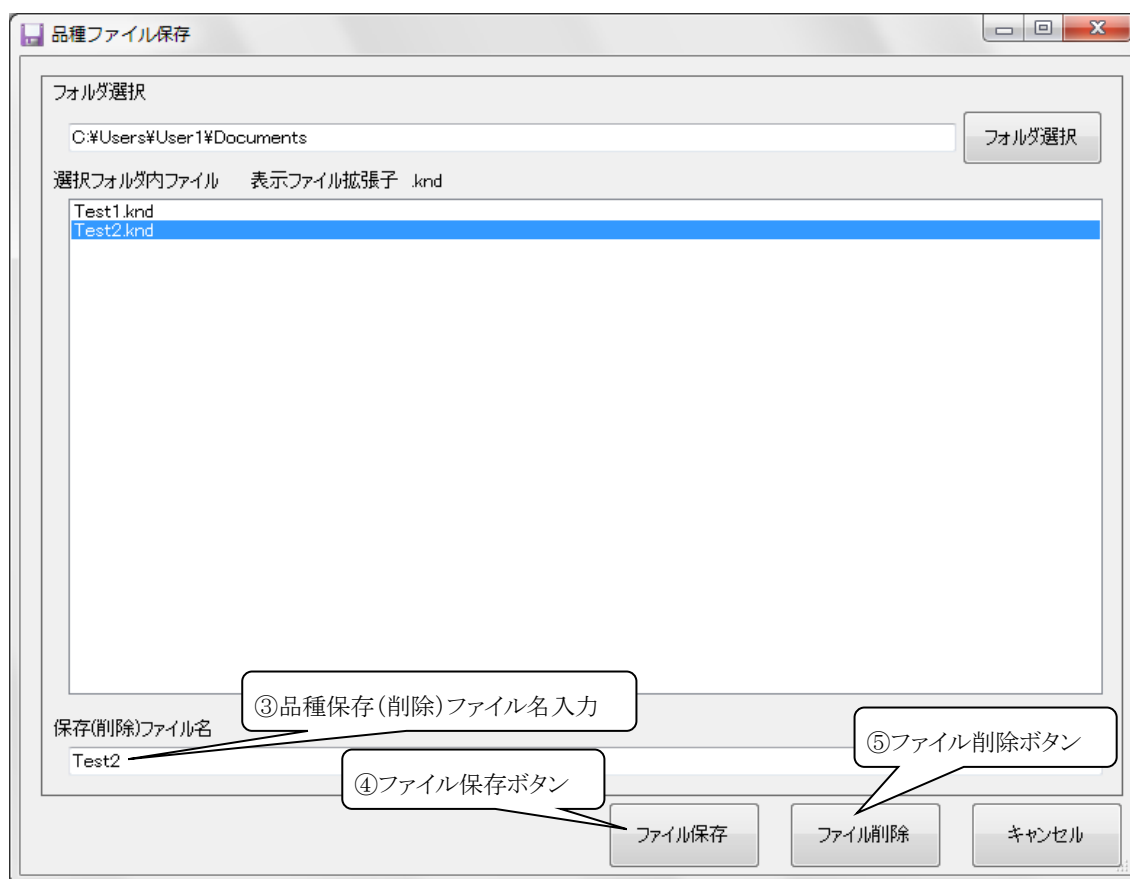 品種ファイル保存
フォルダ選択
C:¥Users¥User1¥Documents
フォルダ選択
選択フォルダ内ファイル 表示ファイル拡張子 .knd
Test1.knd
Test2.knd
③品種保存(削除)ファイル名入力
保存(削除)ファイル名
⑤ファイル削除ボタン
Test2
④ファイル保存ボタン
ファイル保存
ファイル削除
キャンセル